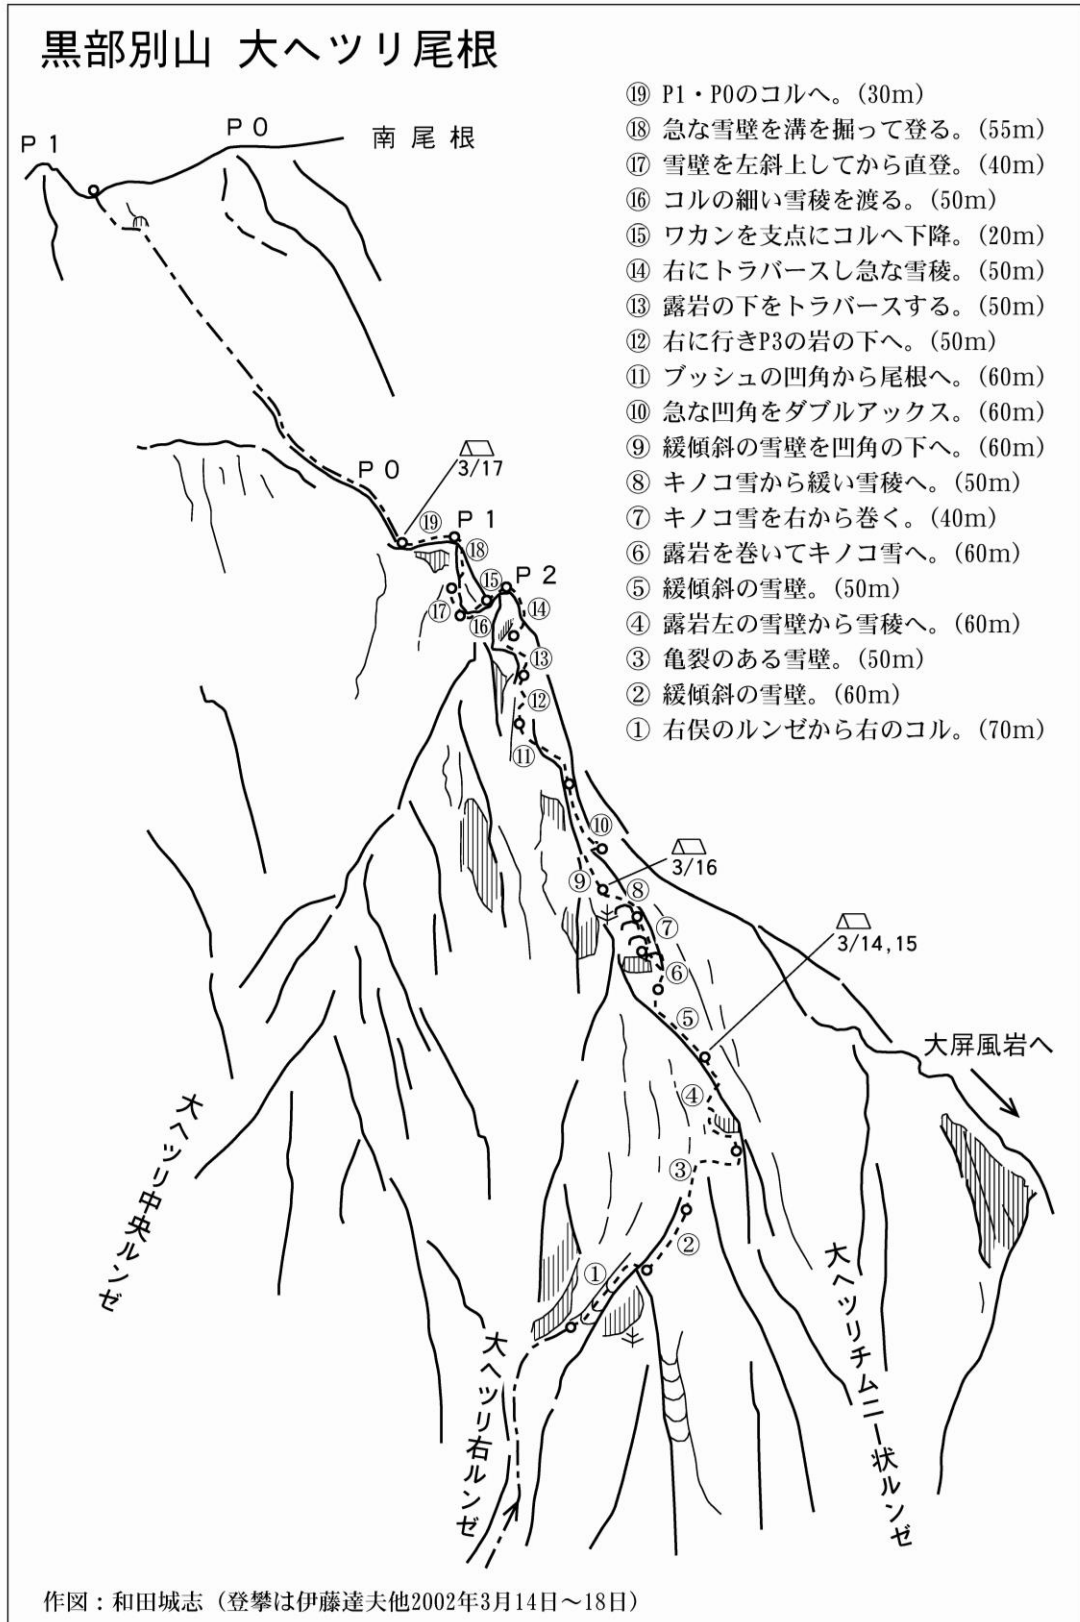 黒部別山 大ヘツリ尾根
⑲ P1・P0のコルへ。(30m)
⑱ 急な雪壁を溝を掘って登る。(55m)
⑰ 雪壁を左斜上してから直登。(40m)
⑯ コルの細い雪稜を渡る。(50m)
⑮ ワカンを支点にコルへ下降。(20m)
⑭ 右にトラバースし急な雪稜。(50m)
⑬ 露岩の下をトラバースする。(50m)
⑫ 右に行きP3の岩の下へ。(50m)
⑪ ブッシュの凹角から尾根へ。(60m)
⑩ 急な凹角をダブルアックス。(60m)
⑨ 緩傾斜の雪壁を凹角の下へ。(60m)
⑧ キノコ雪から緩い雪稜へ。(50m)
⑦ キノコ雪を右から巻く。(40m)
⑥ 露岩を巻いてキノコ雪へ。(60m)
⑤ 緩傾斜の雪壁。(50m)
④ 露岩左の雪壁から雪稜へ。(60m)
③ 亀裂のある雪壁。(50m)
② 緩傾斜の雪壁。(60m)
① 右俣のルンゼから右のコル。(70m)
P1
P0
南尾根
3/17
P0
⑲
P1
⑱
⑮
P2
⑰
⑯
⑭
⑬
⑫
⑪
⑩
3/16
⑨
⑧
⑦
3/14,15
⑥
⑤
大屏風岩へ
④
③
②
①
大ヘツリ中央ルンゼ
大ヘツリ右ルンゼ
大ヘツリチムニー状ルンゼ
作図：和田城志（登攀は伊藤達夫他2002年3月14日～18日）